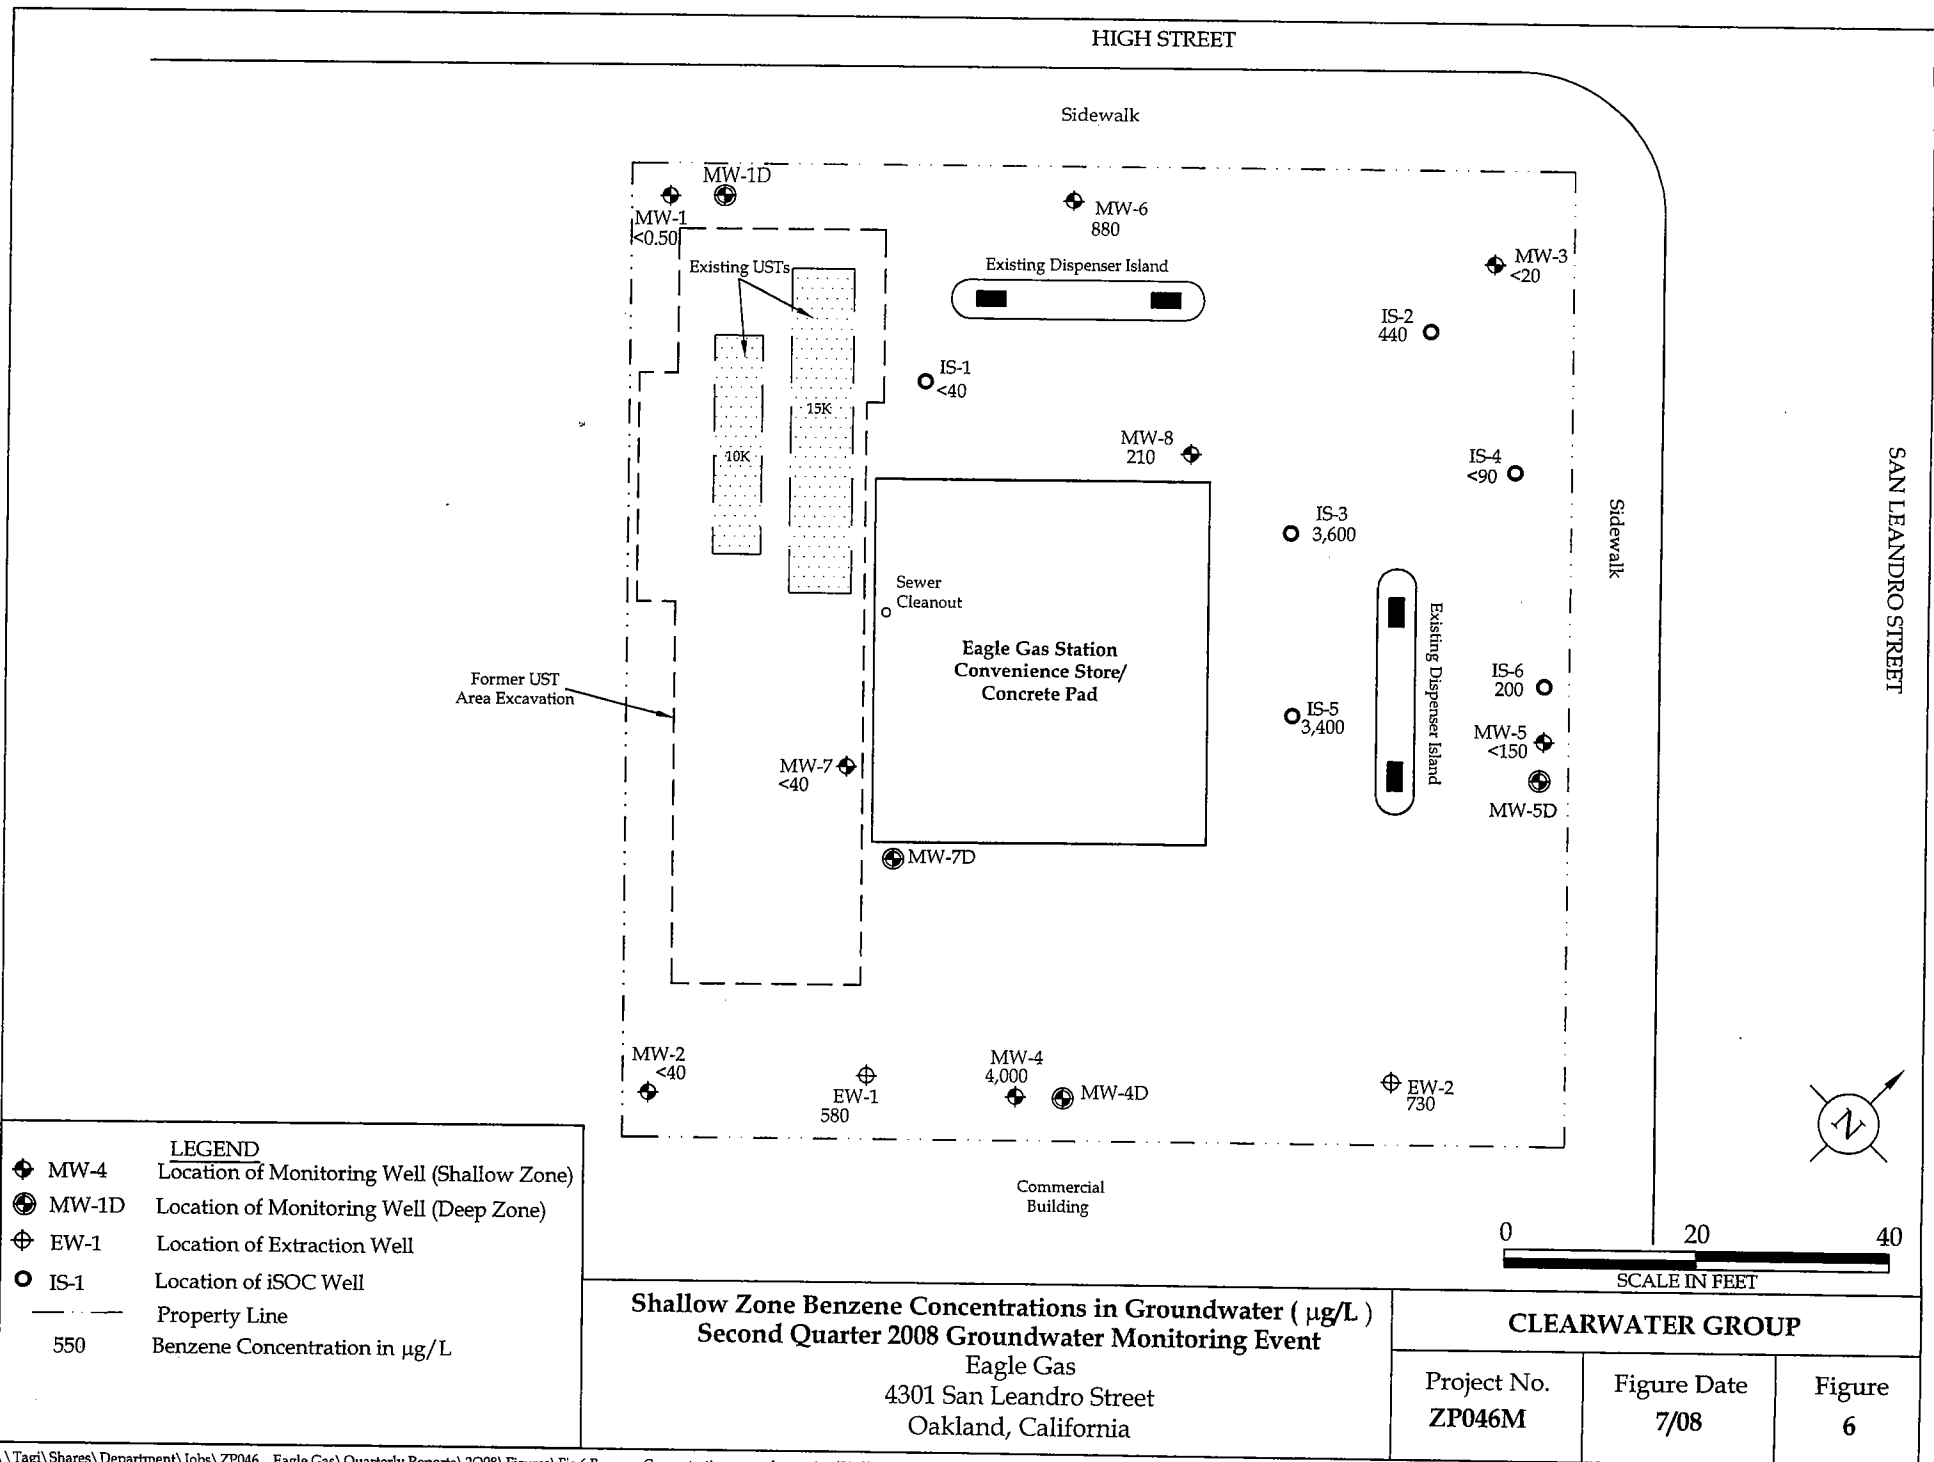 HIGH STREET
Sidewalk
MW-1D
MW-1
<0.50
MW-6
880
MW-3
<20
Existing USTs
Existing Dispenser Island
IS-2
440
IS-1
<40
15K
10K
MW-8
210
IS-4
<90
IS-3
3,600
Sidewalk
SAN LEANDRO STREET
Sewer
Cleanout
Eagle Gas Station
Convenience Store/
Concrete Pad
Existing Dispenser Island
Former UST
Area Excavation
IS-6
200
IS-5
3,400
MW-5
<150
MW-5D
MW-7
<40
MW-7D
MW-2
<40
EW-1
580
MW-4
4,000
MW-4D
EW-2
730
N
Commercial
Building
0 20 40
SCALE IN FEET
LEGEND
MW-4 Location of Monitoring Well (Shallow Zone)
MW-1D Location of Monitoring Well (Deep Zone)
EW-1 Location of Extraction Well
IS-1 Location of iSOC Well
Property Line
550 Benzene Concentration in µg/L
Shallow Zone Benzene Concentrations in Groundwater ( µg/L )
Second Quarter 2008 Groundwater Monitoring Event
Eagle Gas
4301 San Leandro Street
Oakland, California
CLEARWATER GROUP
Project No.
ZP046M
Figure Date
7/08
Figure
6
\Tagi\Shares\Department\Jobs\ZP046